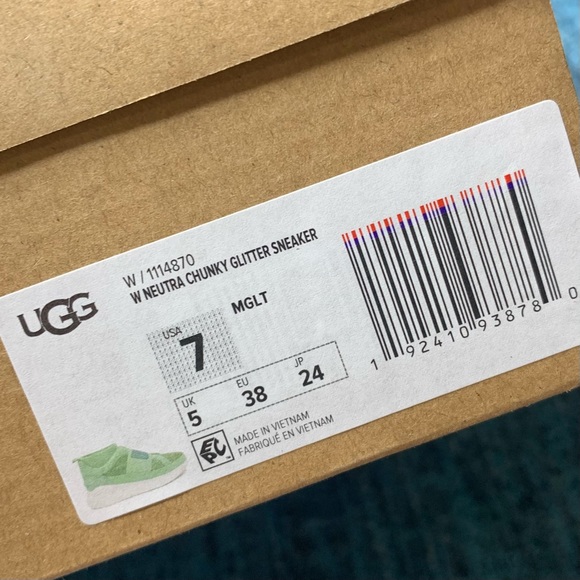 UGG
W / 1114870
W NEUTRA CHUNKY GLITTER SNEAKER
MGLT
USA
7
UK EU JP
5 38 24
EPC
MADE IN VIETNAM
FABRIQUÉ EN VIETNAM
1 92410 93878 0